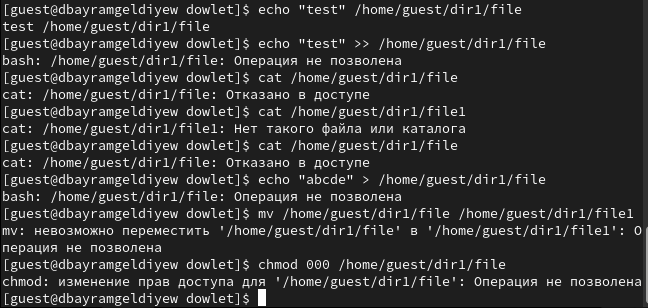 [guest@dbayramgeldiyew dowlet]$ echo "test" /home/guest/dir1/file
test /home/guest/dir1/file
[guest@dbayramgeldiyew dowlet]$ echo "test" >> /home/guest/dir1/file
bash: /home/guest/dir1/file: Операция не позволена
[guest@dbayramgeldiyew dowlet]$ cat /home/guest/dir1/file
cat: /home/guest/dir1/file: Отказано в доступе
[guest@dbayramgeldiyew dowlet]$ cat /home/guest/dir1/file1
cat: /home/guest/dir1/file1: Нет такого файла или каталога
[guest@dbayramgeldiyew dowlet]$ cat /home/guest/dir1/file
cat: /home/guest/dir1/file: Отказано в доступе
[guest@dbayramgeldiyew dowlet]$ echo "abcde" > /home/guest/dir1/file
bash: /home/guest/dir1/file: Операция не позволена
[guest@dbayramgeldiyew dowlet]$ mv /home/guest/dir1/file /home/guest/dir1/file1
mv: невозможно переместить '/home/guest/dir1/file' в '/home/guest/dir1/file1': О
перация не позволена
[guest@dbayramgeldiyew dowlet]$ chmod 000 /home/guest/dir1/file
chmod: изменение прав доступа для '/home/guest/dir1/file': Операция не позволена
[guest@dbayramgeldiyew dowlet]$